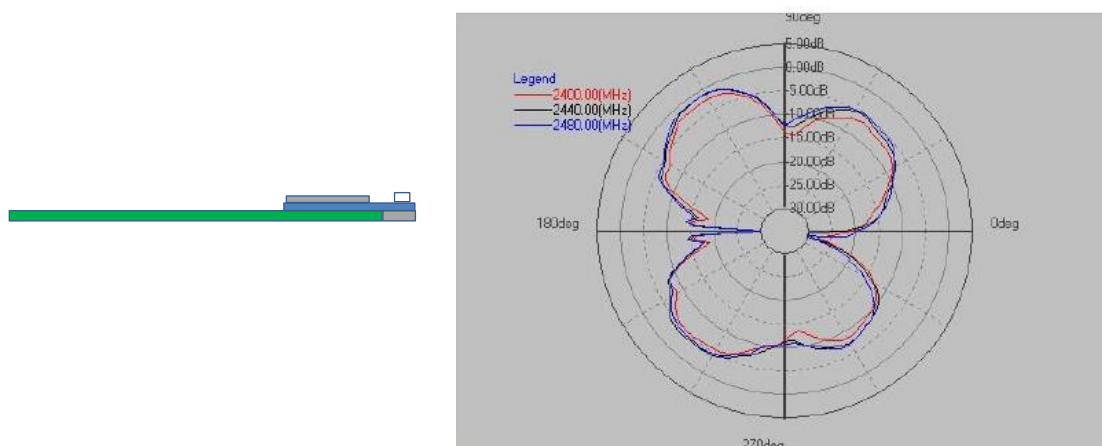 90deg
5.00dB
0.00dB
-5.00dB
-10.00dB
-15.00dB
-20.00dB
-25.00dB
-30.00dB
Legend
2400.00(MHz)
2440.00(MHz)
2480.00(MHz)
180deg
0deg
270deg